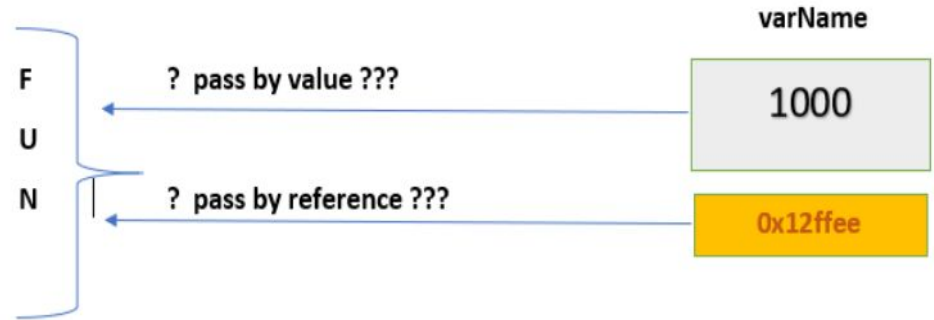 varName
F
? pass by value ???
1000
U
N
? pass by reference ???
0x12ffee